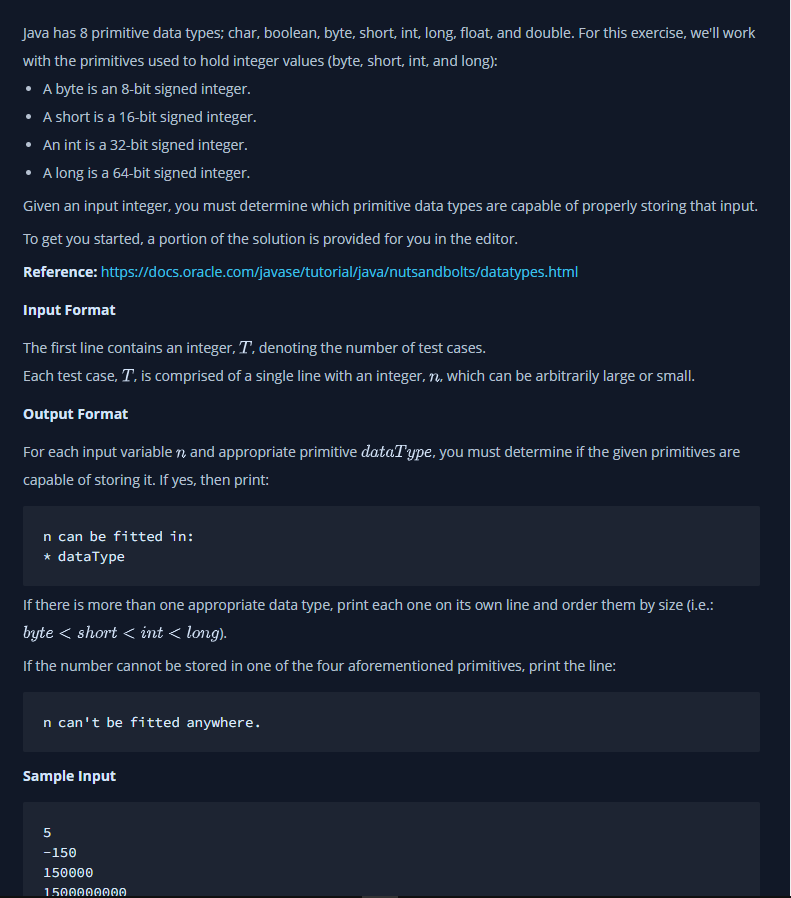 Java has 8 primitive data types; char, boolean, byte, short, int, long, float, and double. For this exercise, we'll work
with the primitives used to hold integer values (byte, short, int, and long):
• A byte is an 8-bit signed integer.
• A short is a 16-bit signed integer.
• An int is a 32-bit signed integer.
• A long is a 64-bit signed integer.
Given an input integer, you must determine which primitive data types are capable of properly storing that input.
To get you started, a portion of the solution is provided for you in the editor.
Reference: https://docs.oracle.com/javase/tutorial/java/nutsandbolts/datatypes.html
Input Format
The first line contains an integer, T, denoting the number of test cases.
Each test case, T, is comprised of a single line with an integer, n, which can be arbitrarily large or small.
Output Format
For each input variable n and appropriate primitive dataType, you must determine if the given primitives are
capable of storing it. If yes, then print:
n can be fitted in:
* dataType
If there is more than one appropriate data type, print each one on its own line and order them by size (i.e.:
byte < short < int < long).
If the number cannot be stored in one of the four aforementioned primitives, print the line:
n can't be fitted anywhere.
Sample Input
5
-150
150000
1500000000